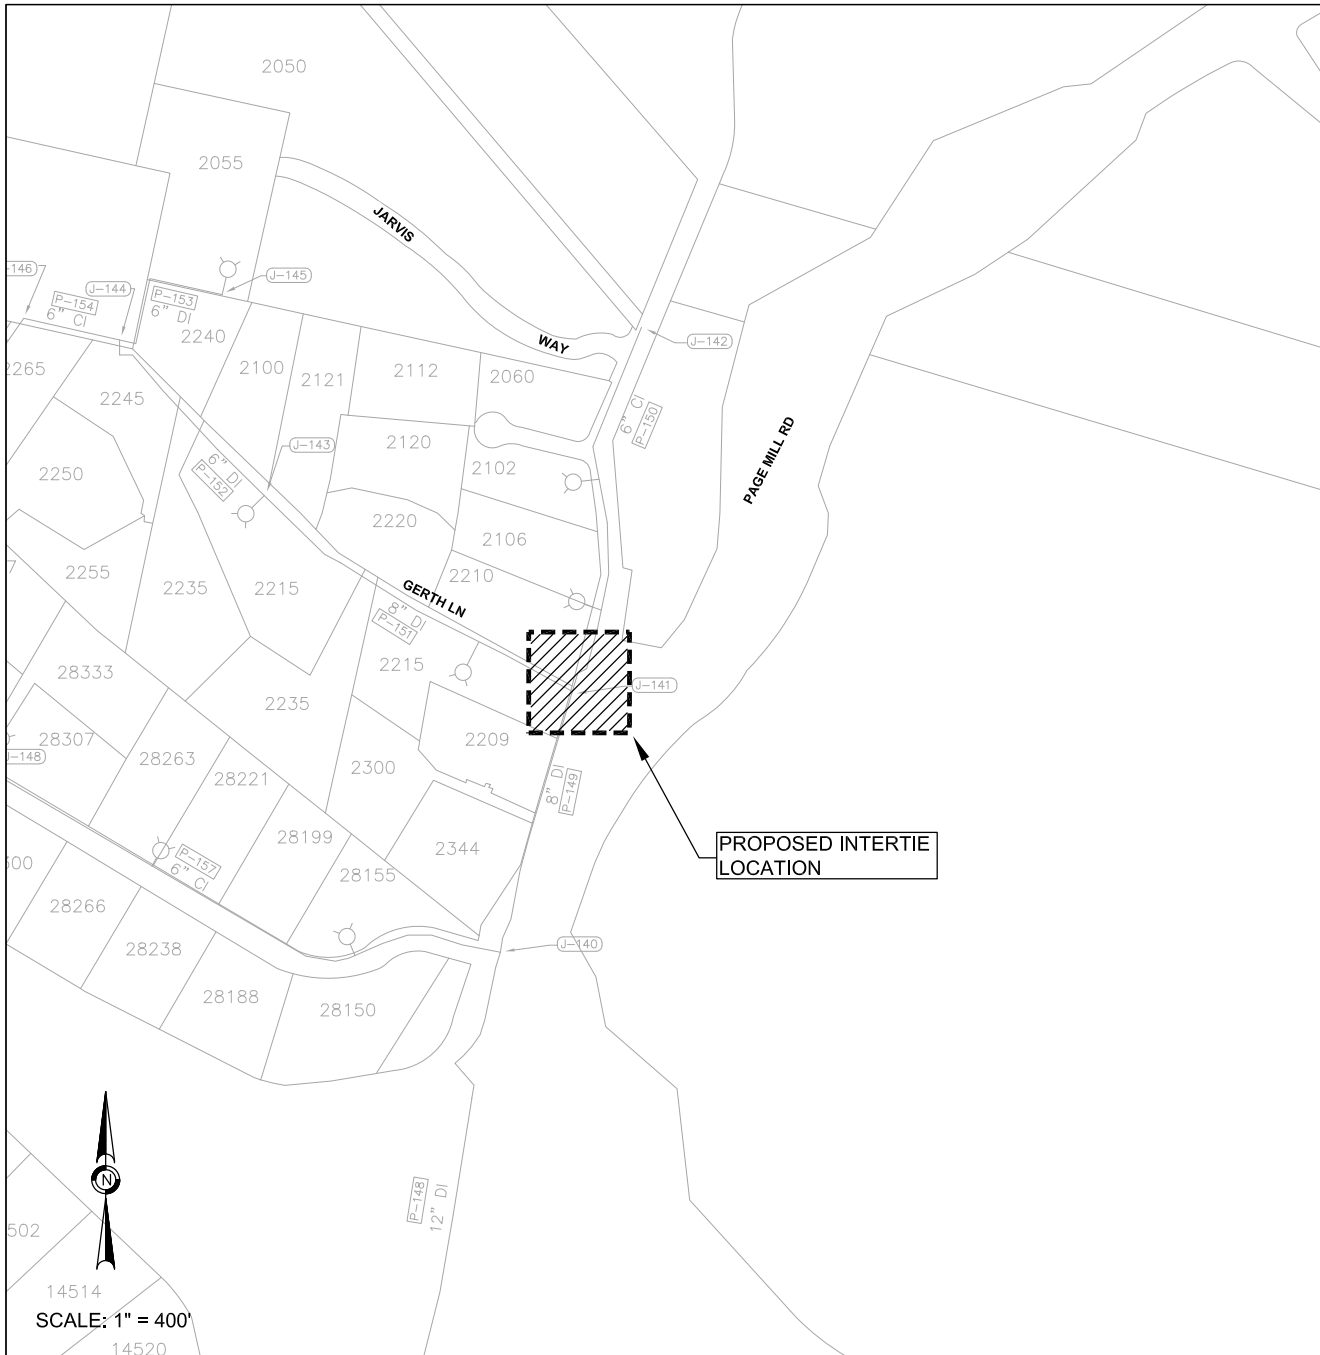 2050
2055
JARVIS
WAY
-146
J-144
J-145
P-154
6" CI
P-153
6" DI
2240
2265
2245
2100
2121
2112
2060
J-142
6" CI
P-150
PAGE MILL RD
2250
J-143
6" DI
P-152
2120
2102
2220
2106
2255
2235
2215
2210
GERTH LN
8" DI
P-151
28333
2215
J-141
2235
28307
J-148
28263
2209
2300
28221
8" DI
P-149
28199
2344
PROPOSED INTERTIE
LOCATION
P-157
6" CI
28155
28266
28238
J-140
28188
28150
N
P-148
12" DI
502
14514
SCALE: 1" = 400'
14520